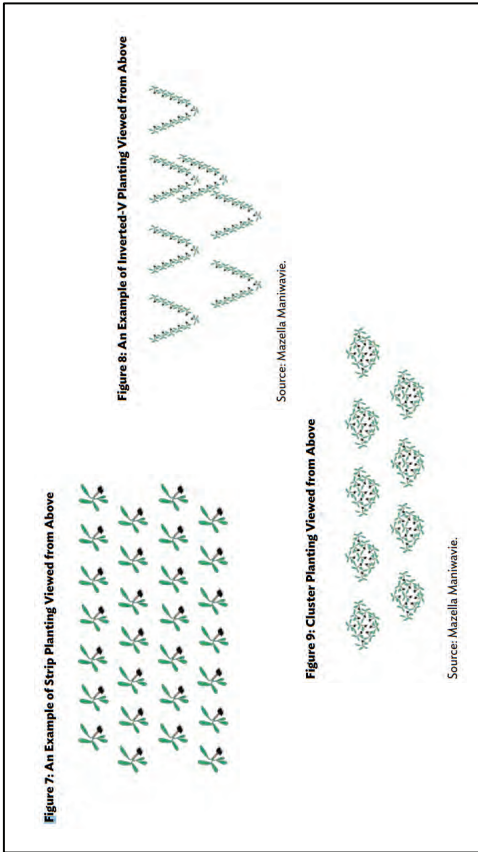 Figure 7: An Example of Strip Planting Viewed from Above
Figure 8: An Example of Inverted-V Planting Viewed from Above
Source: Mazella Maniwavie.
Figure 9: Cluster Planting Viewed from Above
Source: Mazella Maniwavie.